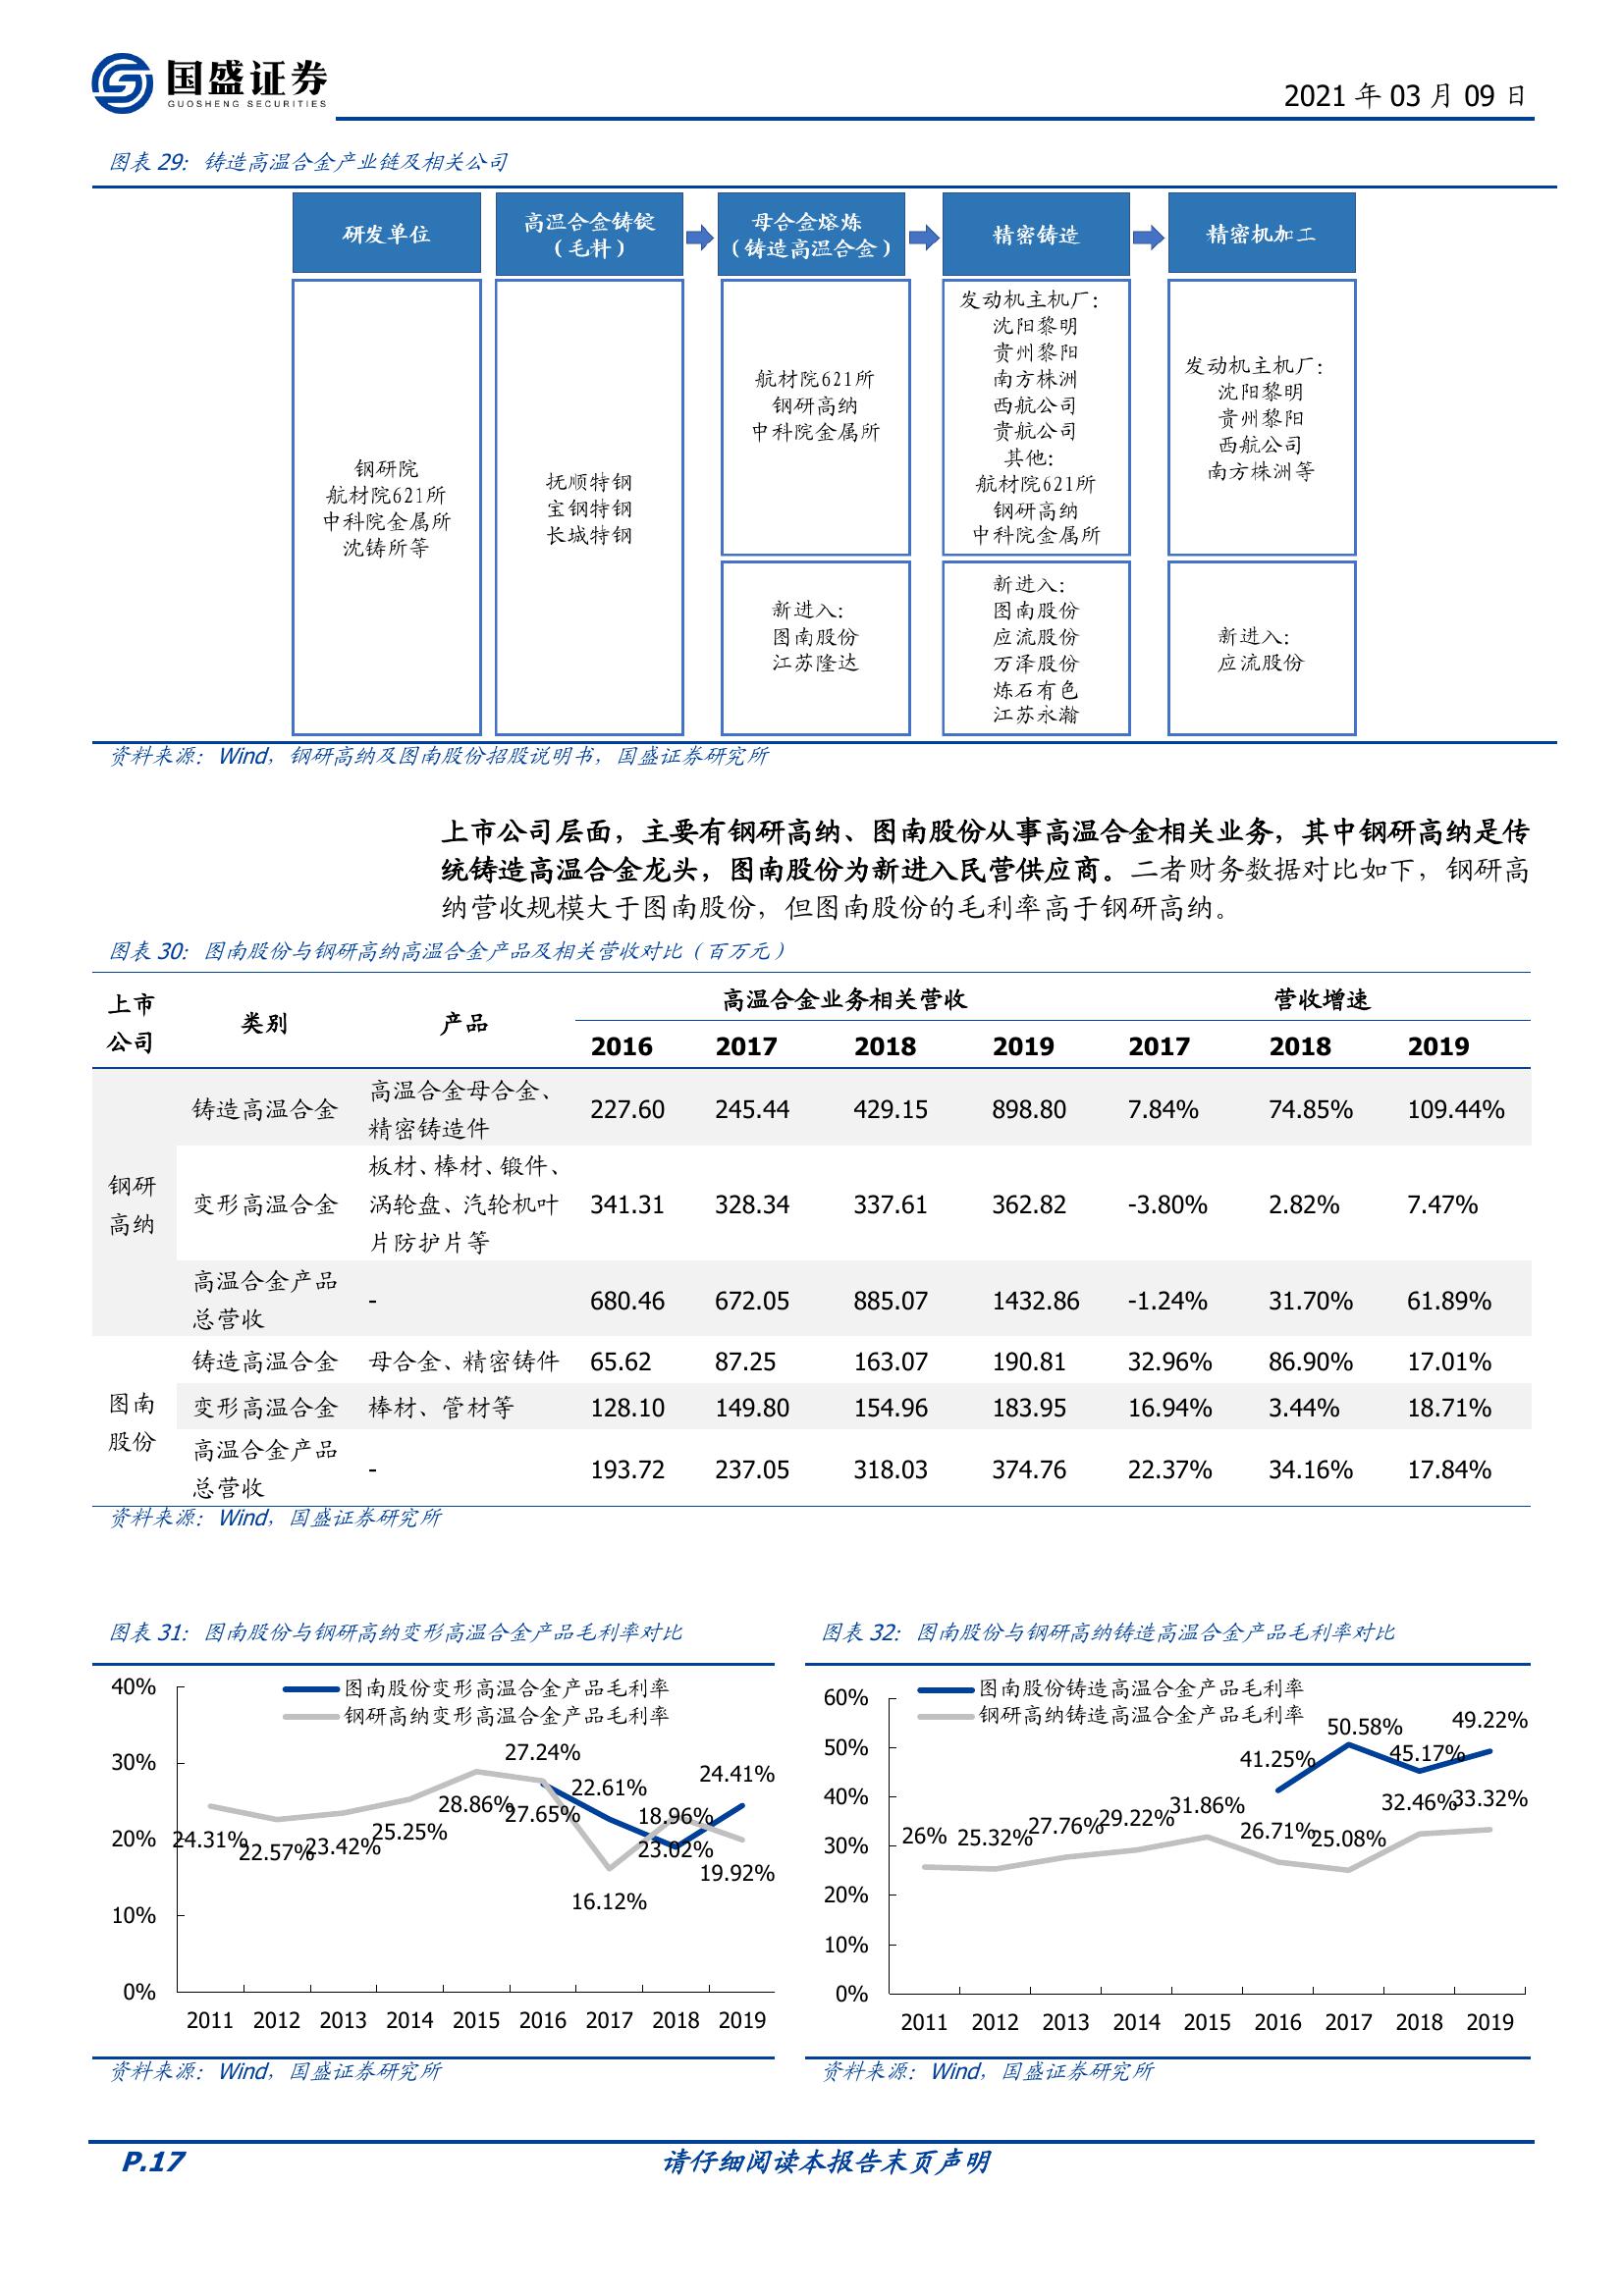 国盛证券
GUOSHENG SECURITIES
2021 年 03 月 09 日
图表 29：铸造高温合金产业链及相关公司
研发单位
高温合金铸锭
（毛料）
母合金熔炼
（铸造高温合金）
精密铸造
精密机加工
钢研院
航材院621所
中科院金属所
沈铸所等
抚顺特钢
宝钢特钢
长城特钢
航材院621所
钢研高纳
中科院金属所
新进入：
图南股份
江苏隆达
发动机主机厂：
沈阳黎明
贵州黎阳
南方株洲
西航公司
贵航公司
其他：
航材院621所
钢研高纳
中科院金属所
新进入：
图南股份
应流股份
万泽股份
炼石有色
江苏永瀚
发动机主机厂：
沈阳黎明
贵州黎阳
西航公司
南方株洲等
新进入：
应流股份
资料来源：Wind，钢研高纳及图南股份招股说明书，国盛证券研究所
上市公司层面，主要有钢研高纳、图南股份从事高温合金相关业务，其中钢研高纳是传
统铸造高温合金龙头，图南股份为新进入民营供应商。二者财务数据对比如下，钢研高
纳营收规模大于图南股份，但图南股份的毛利率高于钢研高纳。
图表 30：图南股份与钢研高纳高温合金产品及相关营收对比（百万元）
上市
公司
类别
产品
高温合金业务相关营收
营收增速
2016 2017 2018 2019 2017 2018 2019
钢研
高纳
铸造高温合金
高温合金母合金、
精密铸造件
227.60 245.44 429.15 898.80 7.84% 74.85% 109.44%
变形高温合金
板材、棒材、锻件、
涡轮盘、汽轮机叶
片防护片等
341.31 328.34 337.61 362.82 -3.80% 2.82% 7.47%
高温合金产品
总营收
- 680.46 672.05 885.07 1432.86 -1.24% 31.70% 61.89%
图南
股份
铸造高温合金 母合金、精密铸件 65.62 87.25 163.07 190.81 32.96% 86.90% 17.01%
变形高温合金 棒材、管材等 128.10 149.80 154.96 183.95 16.94% 3.44% 18.71%
高温合金产品
总营收
- 193.72 237.05 318.03 374.76 22.37% 34.16% 17.84%
资料来源：Wind，国盛证券研究所
图表 31：图南股份与钢研高纳变形高温合金产品毛利率对比
图南股份变形高温合金产品毛利率
钢研高纳变形高温合金产品毛利率
40%
30%
20%
10%
0%
27.24%
22.61%
18.96%
24.41%
24.31%
22.57%
23.42%
25.25%
28.86%
27.65%
16.12%
23.02%
19.92%
2011 2012 2013 2014 2015 2016 2017 2018 2019
资料来源：Wind，国盛证券研究所
图表 32：图南股份与钢研高纳铸造高温合金产品毛利率对比
图南股份铸造高温合金产品毛利率
钢研高纳铸造高温合金产品毛利率
60%
50%
40%
30%
20%
10%
0%
41.25%
50.58%
45.17%
49.22%
26%
25.32%
27.76%
29.22%
31.86%
26.71%
25.08%
32.46%
33.32%
2011 2012 2013 2014 2015 2016 2017 2018 2019
资料来源：Wind，国盛证券研究所
P.17
请仔细阅读本报告末页声明